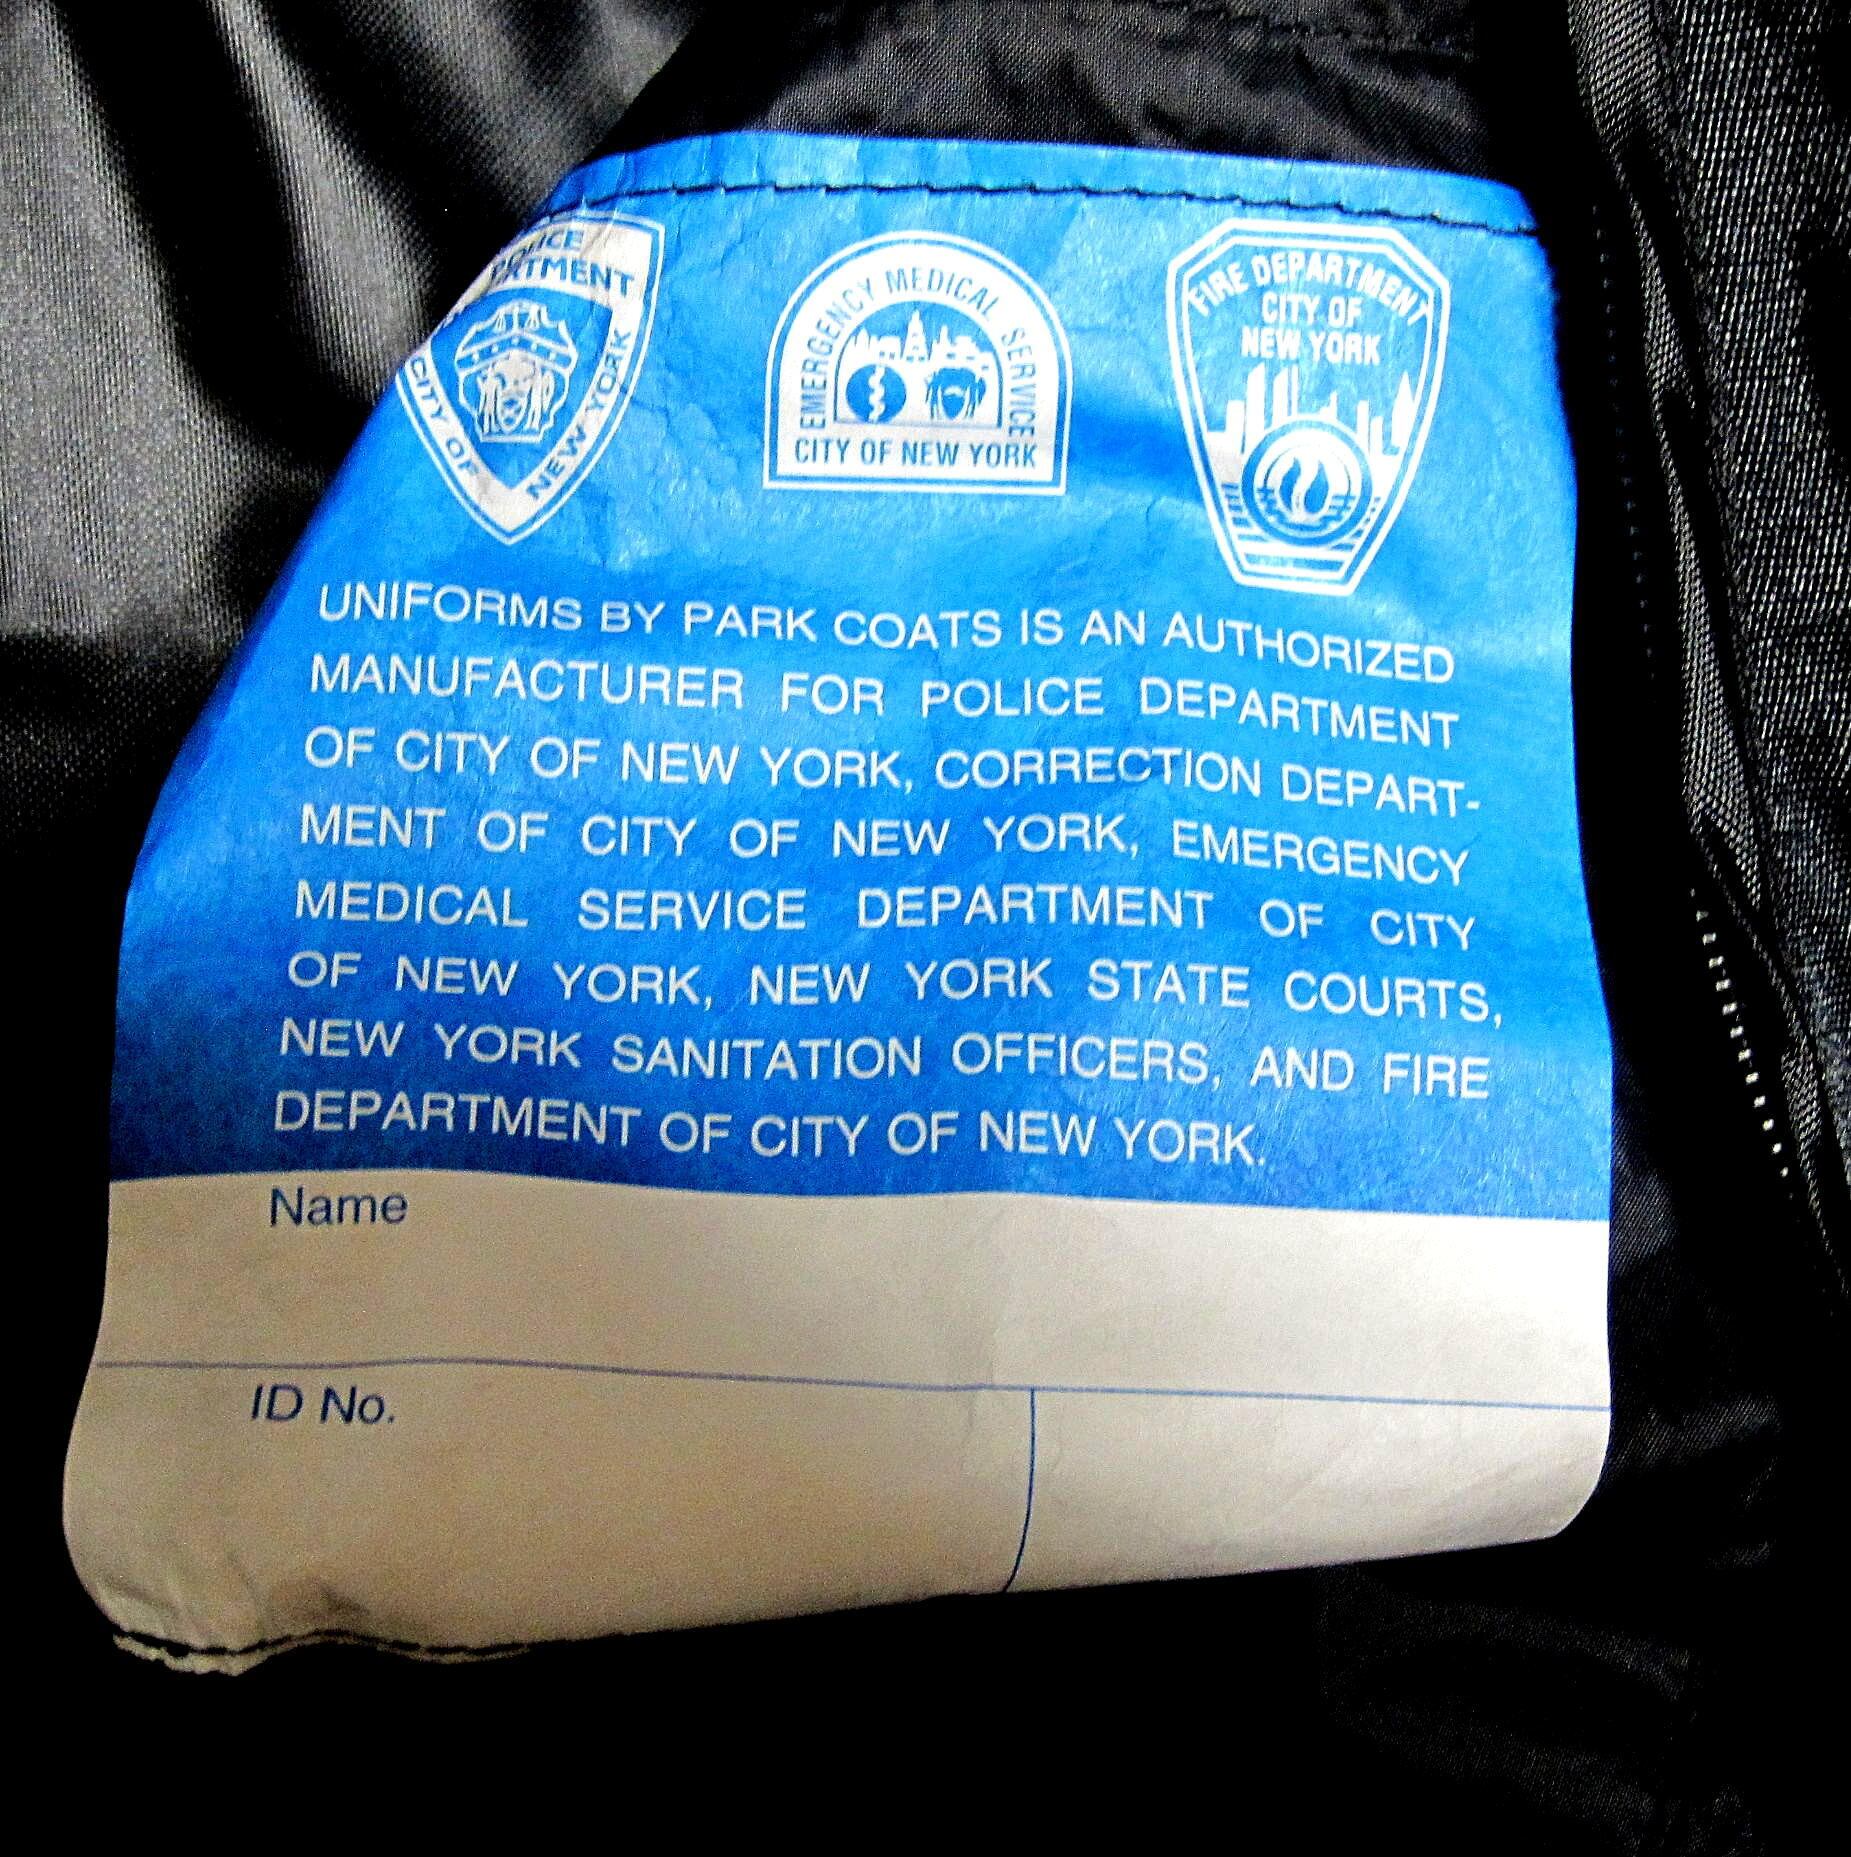 POLICE
DEPARTMENT
CITY OF NEW YORK
EMERGENCY MEDICAL SERVICE
CITY OF NEW YORK
FIRE DEPARTMENT
CITY OF
NEW YORK
UNIFORMS BY PARK COATS IS AN AUTHORIZED
MANUFACTURER FOR POLICE DEPARTMENT
OF CITY OF NEW YORK, CORRECTION DEPART-
MENT OF CITY OF NEW YORK, EMERGENCY
MEDICAL SERVICE DEPARTMENT OF CITY
OF NEW YORK, NEW YORK STATE COURTS,
NEW YORK SANITATION OFFICERS, AND FIRE
DEPARTMENT OF CITY OF NEW YORK.
Name
ID No.